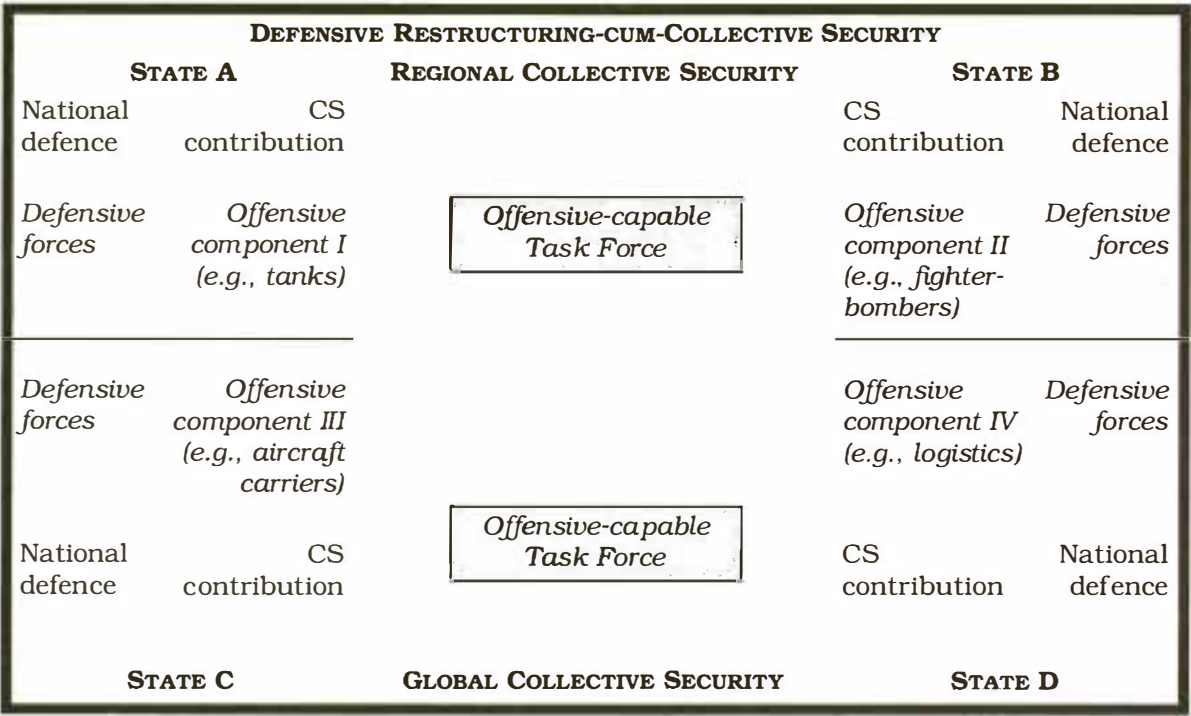 DEFENSIVE RESTRUCTURING-CUM-COLLECTIVE SECURITY
STATE A REGIONAL COLLECTIVE SECURITY STATE B
National CS CS National
defence contribution contribution defence
Defensive Offensive Offensive-capable Offensive Defensive
forces component I Task Force component II forces
(e.g., tanks) (e.g., fighter-
bombers)
Defensive Offensive Offensive Defensive
forces component III component IV forces
(e.g., aircraft (e.g., logistics)
carriers)
Offensive-capable
National CS Task Force CS National
defence contribution contribution defence
STATE C GLOBAL COLLECTIVE SECURITY STATE D